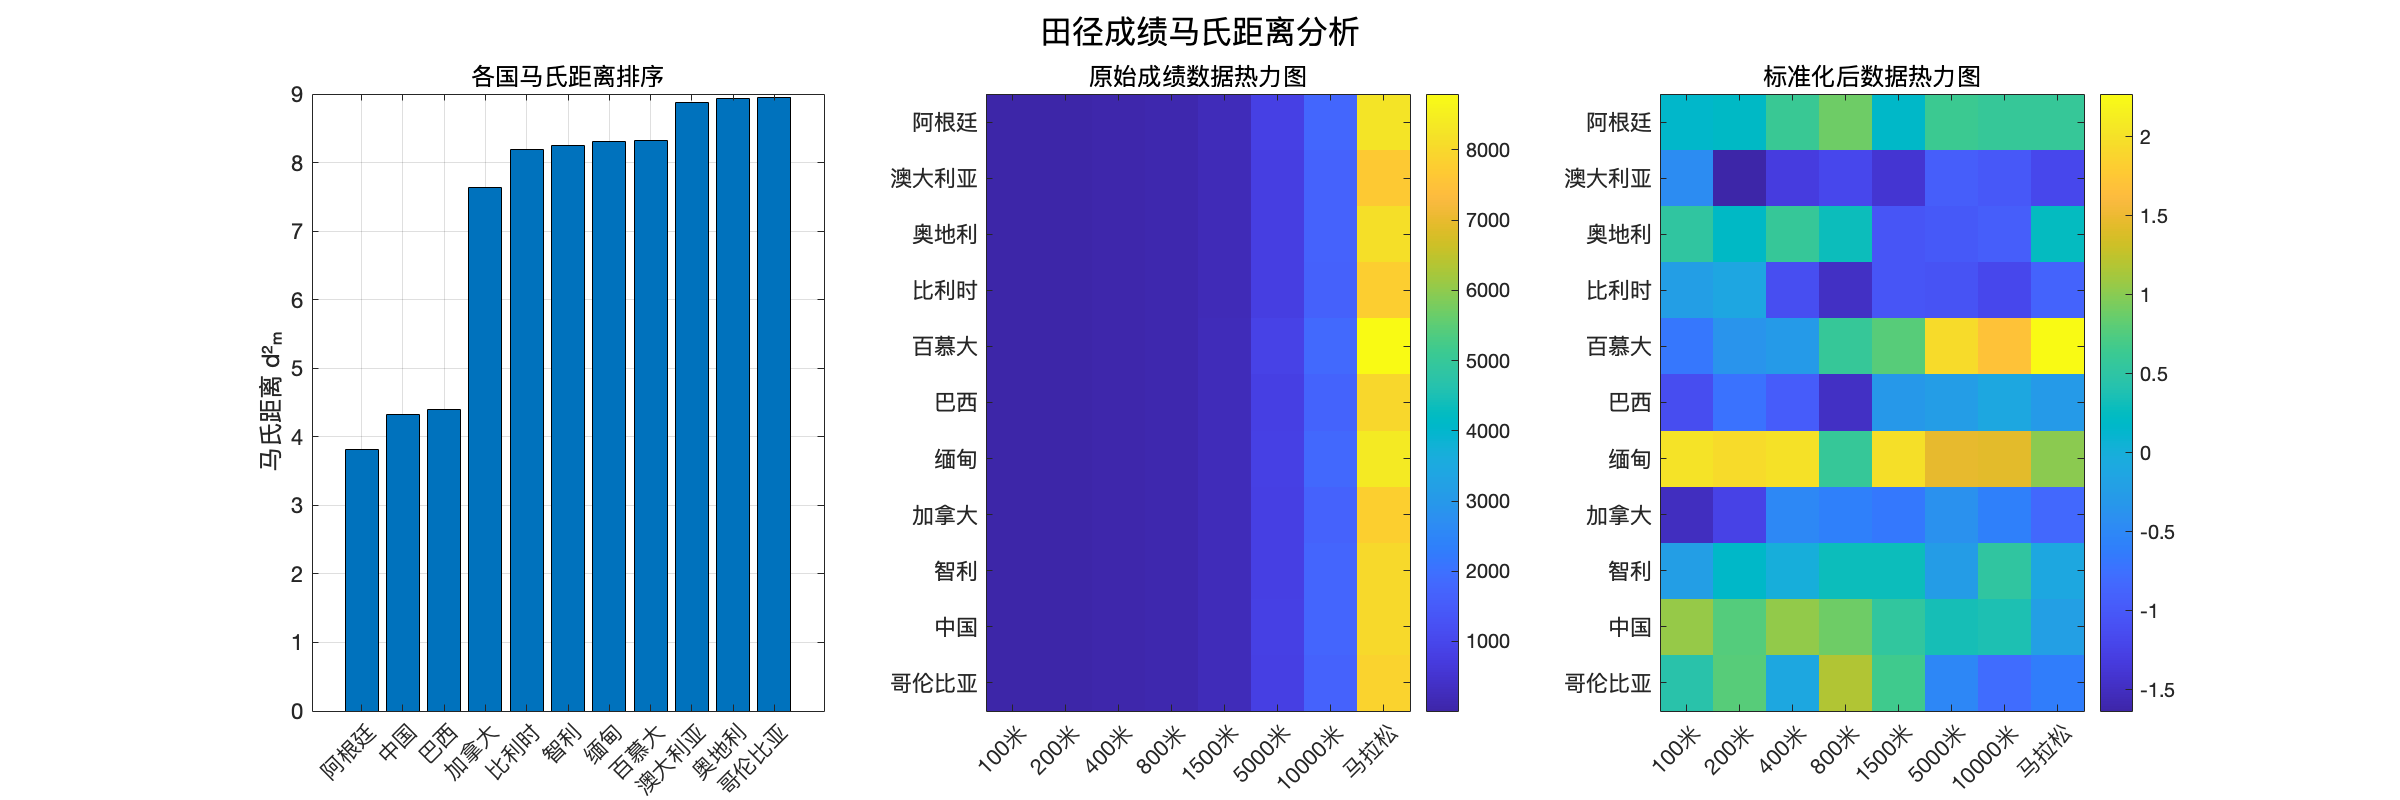 田径成绩马氏距离分析
各国马氏距离排序
马氏距离 d²ₘ
9
8
7
6
5
4
3
2
1
0
阿根廷
中国
巴西
加拿大
比利时
智利
缅甸
百慕大
澳大利亚
奥地利
哥伦比亚
原始成绩数据热力图
阿根廷
澳大利亚
奥地利
比利时
百慕大
巴西
缅甸
加拿大
智利
中国
哥伦比亚
100米
200米
400米
800米
1500米
5000米
10000米
马拉松
8000
7000
6000
5000
4000
3000
2000
1000
标准化后数据热力图
阿根廷
澳大利亚
奥地利
比利时
百慕大
巴西
缅甸
加拿大
智利
中国
哥伦比亚
100米
200米
400米
800米
1500米
5000米
10000米
马拉松
2
1.5
1
0.5
0
-0.5
-1
-1.5